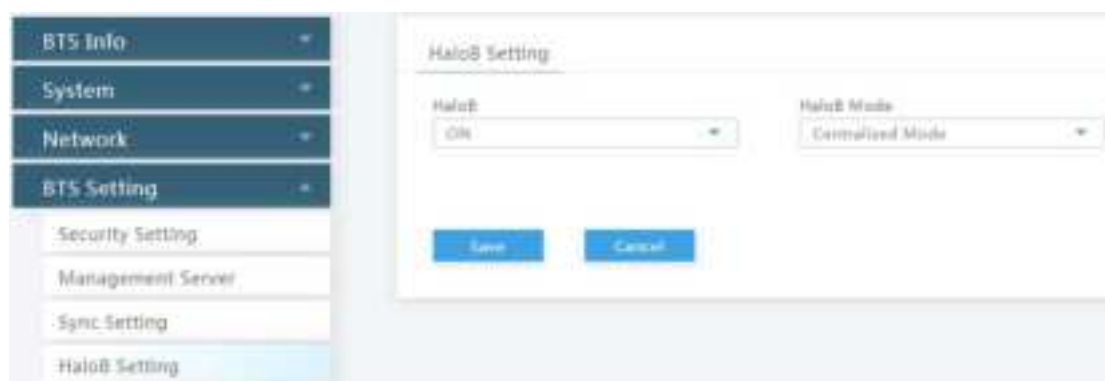 BTS Info
System
Network
BTS Setting
Security Setting
Management Server
Sync Setting
HaloB Setting
HaloB Setting
HaloB
ON
HaloB Mode
Centralized Mode
Save
Cancel